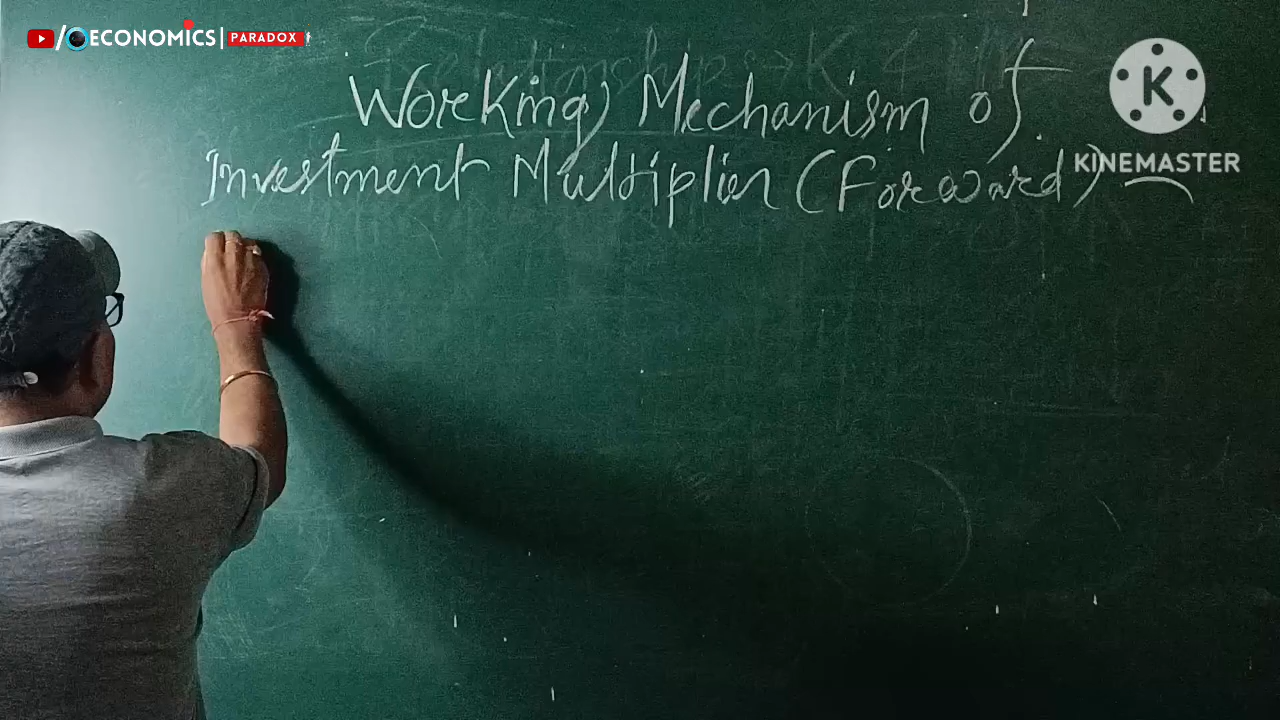 /ECONOMICS|PARADOX
Working Mechanism of
Investment Multiplier (Forward)
K
KINEMASTER